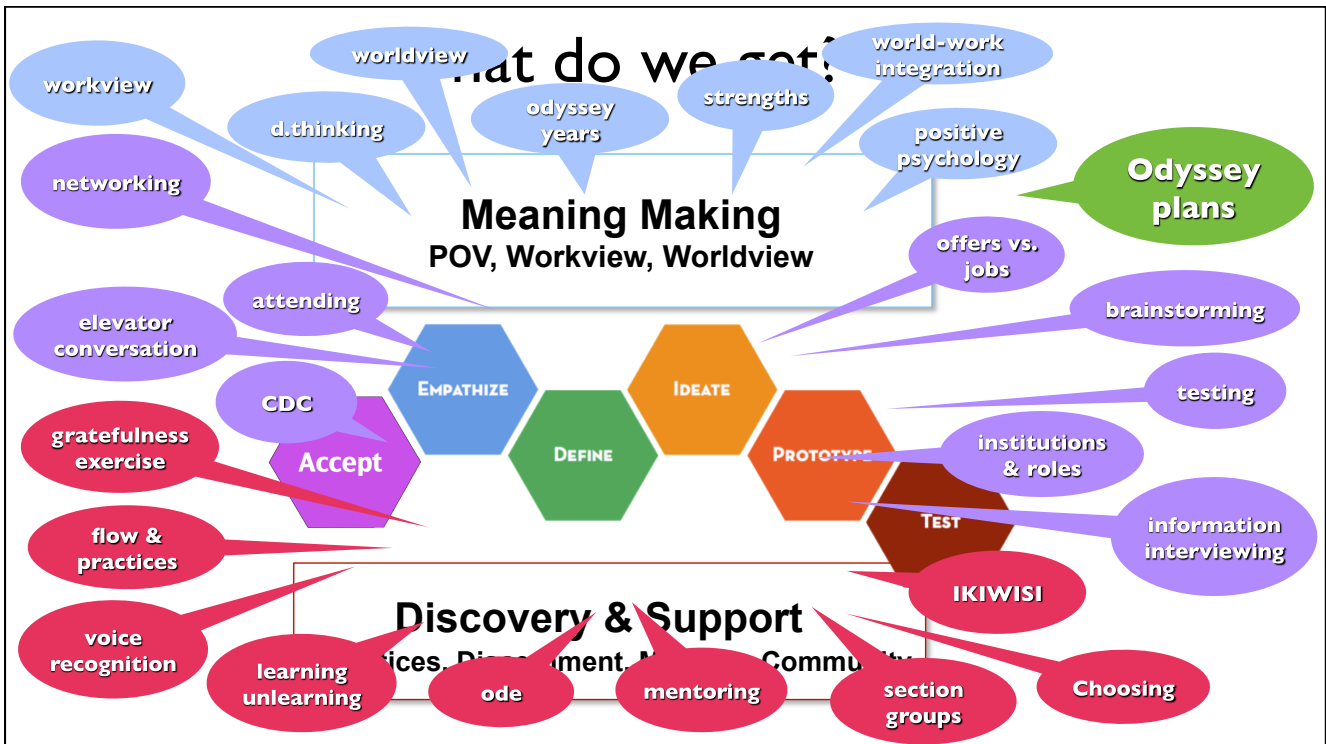 hat do we get?
worldview
world-work
integration
workview
strengths
odyssey
years
d.thinking
positive
psychology
Odyssey
plans
networking
Meaning Making
POV, Workview, Worldview
offers vs.
jobs
attending
brainstorming
elevator
conversation
EMPATHIZE
IDEATE
testing
CDC
gratefulness
exercise
Accept
DEFINE
PROTOTYPE
institutions
& roles
TEST
information
interviewing
flow &
practices
IKIWISI
Discovery & Support
Community
voice
recognition
learning
unlearning
ode
mentoring
section
groups
Choosing